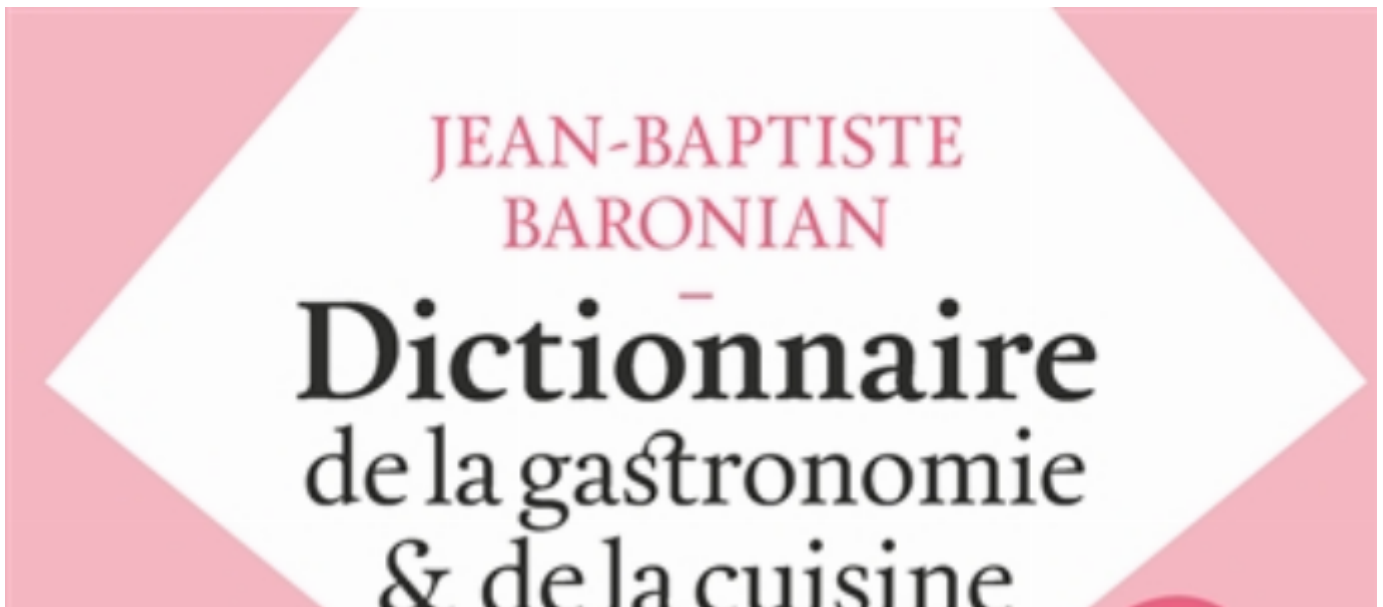 JEAN-BAPTISTE
BARONIAN
–
Dictionnaire
de la gastronomie
& de la cuisine